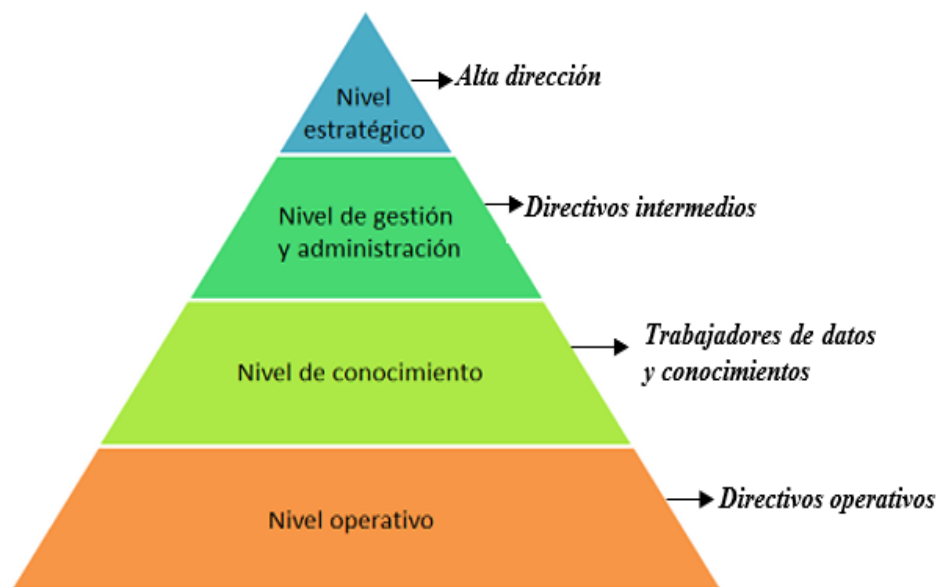 Nivel
estratégico
Alta dirección
Nivel de gestión
y administración
Directivos intermedios
Nivel de conocimiento
Trabajadores de datos
y conocimientos
Nivel operativo
Directivos operativos